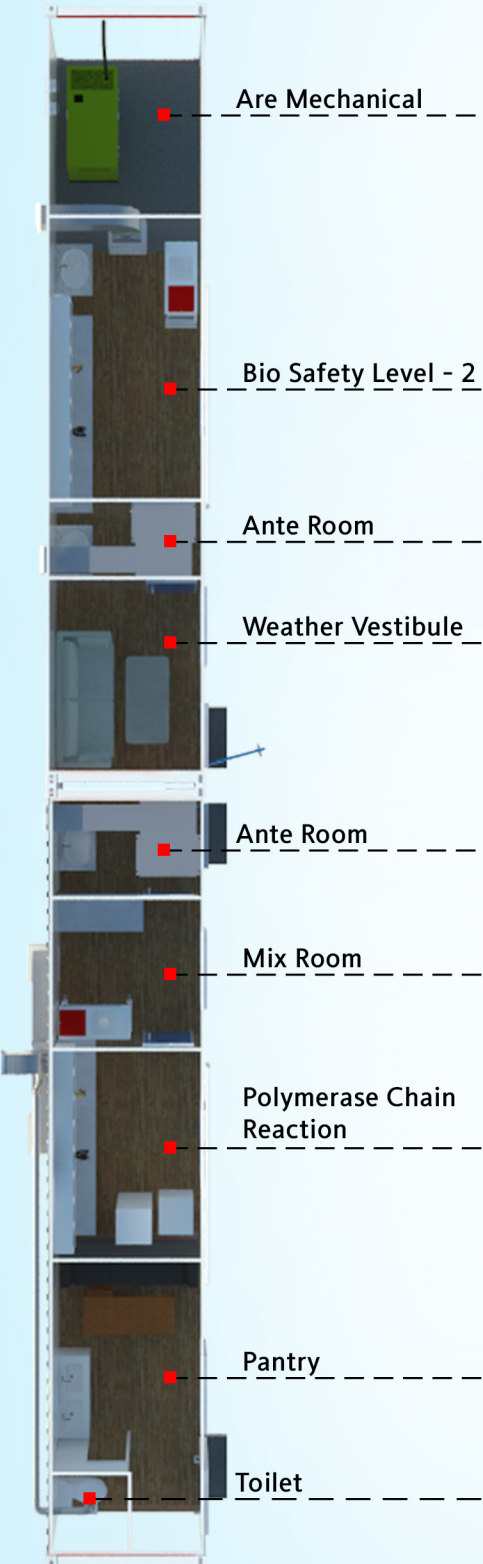 Are Mechanical
Bio Safety Level - 2
Ante Room
Weather Vestibule
Ante Room
Mix Room
Polymerase Chain
Reaction
Pantry
Toilet